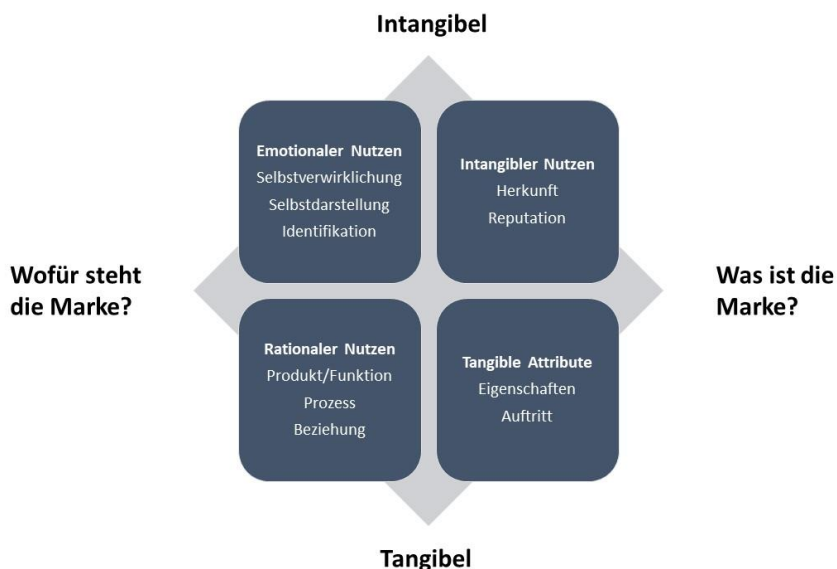 Intangibel
Emotionaler Nutzen
Selbstverwirklichung
Selbstdarstellung
Identifikation
Intangibler Nutzen
Herkunft
Reputation
Wofür steht
die Marke?
Was ist die
Marke?
Rationaler Nutzen
Produkt/Funktion
Prozess
Beziehung
Tangible Attribute
Eigenschaften
Auftritt
Tangibel